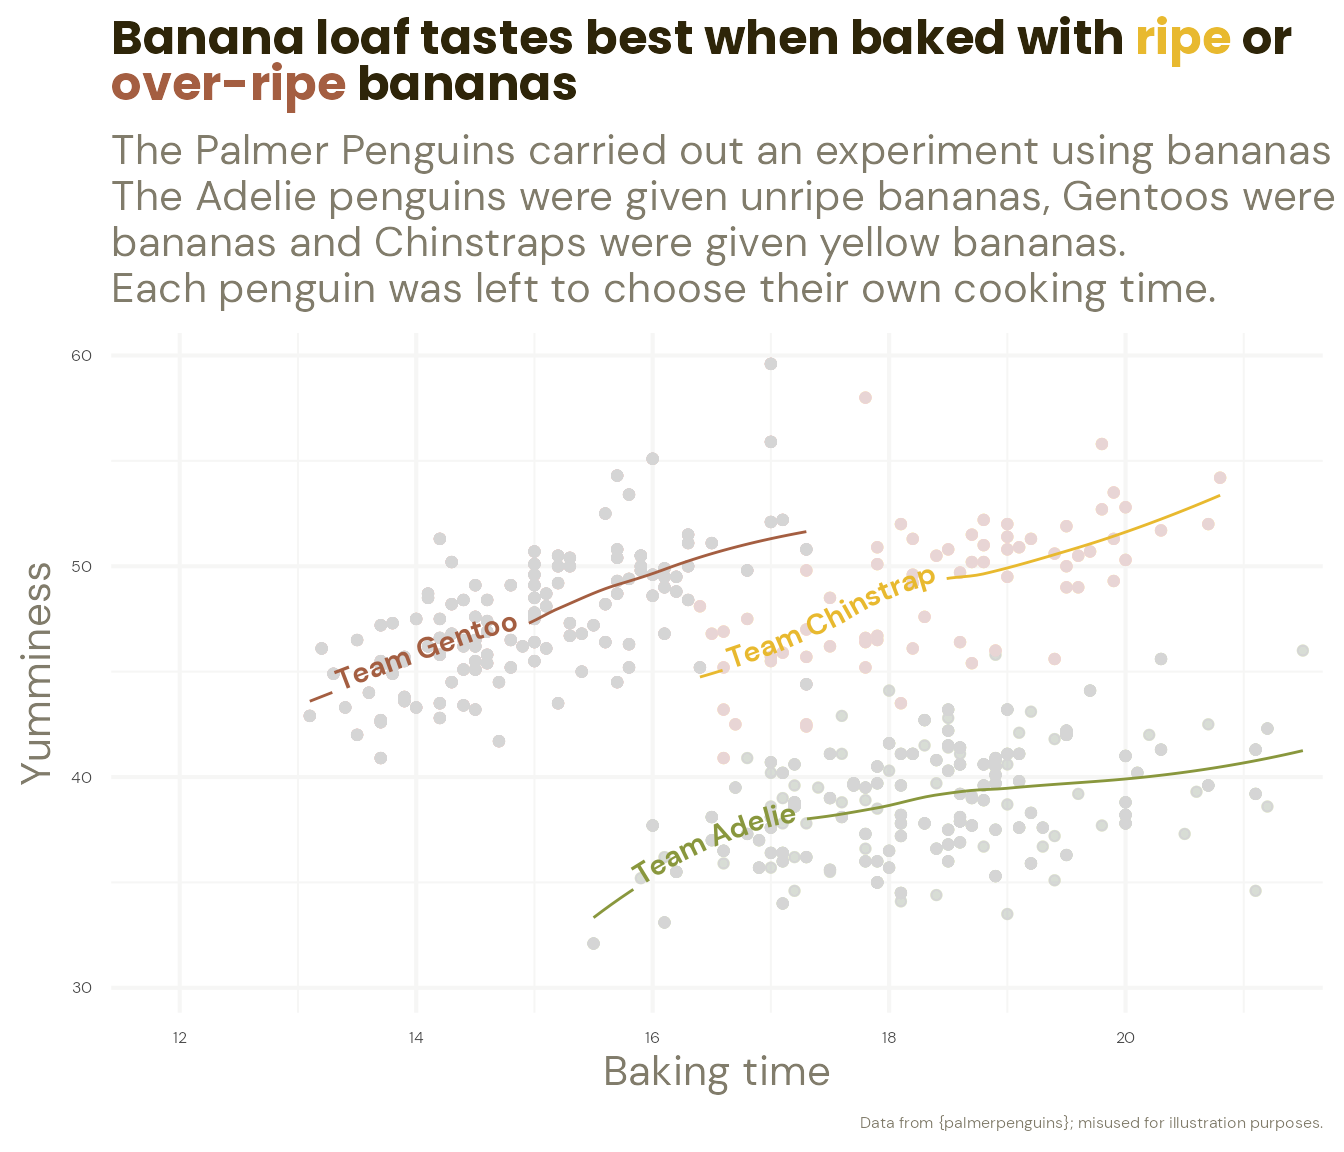 Banana loaf tastes best when baked with ripe or
over-ripe bananas
The Palmer Penguins carried out an experiment using bananas
The Adelie penguins were given unripe bananas, Gentoos were
bananas and Chinstraps were given yellow bananas.
Each penguin was left to choose their own cooking time.
60
50
40
30
Yumminess
Team Gentoo
Team Chinstrap
Team Adelie
12
14
16
18
20
Baking time
Data from {palmerpenguins}; misused for illustration purposes.